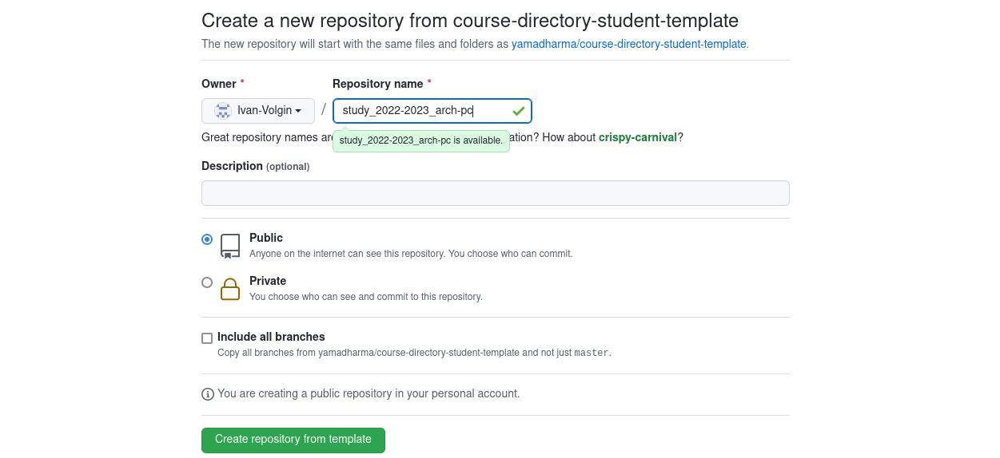 Create a new repository from course-directory-student-template
The new repository will start with the same files and folders as yamadharma/course-directory-student-template.
Owner * Repository name *
Ivan-Volgin / study_2022-2023_arch-pc
Great repository names are ation? How about crispy-carnival?
study_2022-2023_arch-pc is available.
Description (optional)
Public
Anyone on the internet can see this repository. You choose who can commit.
Private
You choose who can see and commit to this repository.
Include all branches
Copy all branches from yamadharma/course-directory-student-template and not just master.
You are creating a public repository in your personal account.
Create repository from template